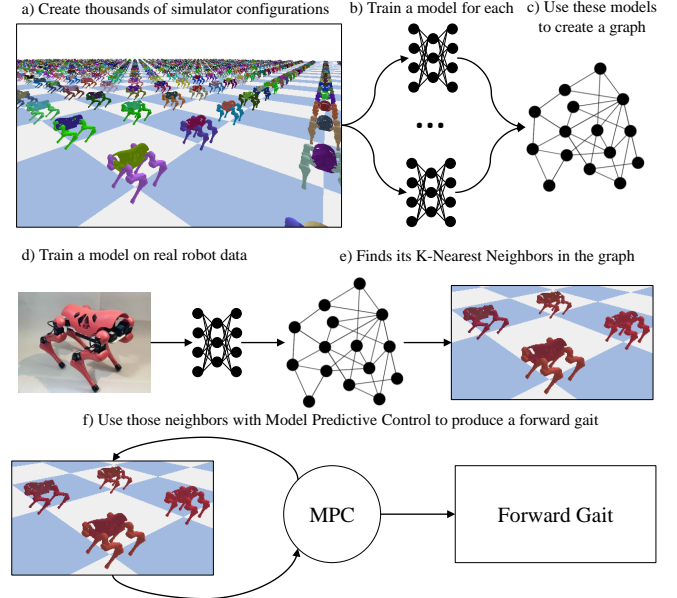 a) Create thousands of simulator configurations
b) Train a model for each
c) Use these models
to create a graph
d) Train a model on real robot data
e) Finds its K-Nearest Neighbors in the graph
f) Use those neighbors with Model Predictive Control to produce a forward gait
MPC
Forward Gait